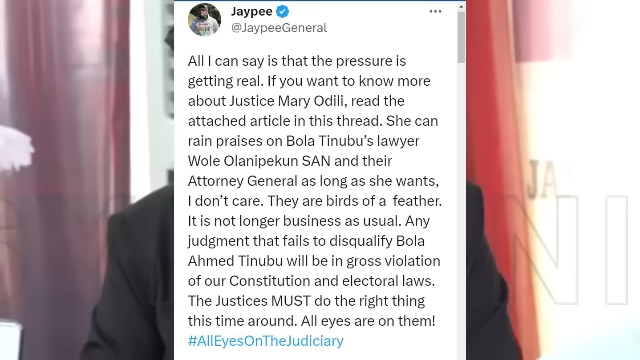 Jaypee
@JaypeeGeneral
All I can say is that the pressure is
getting real. If you want to know more
about Justice Mary Odili, read the
attached article in this thread. She can
rain praises on Bola Tinubu's lawyer
Wole Olanipekun SAN and their
Attorney General as long as she wants,
I don't care. They are birds of a feather.
It is not longer business as usual. Any
judgment that fails to disqualify Bola
Ahmed Tinubu will be in gross violation
of our Constitution and electoral laws.
The Justices MUST do the right thing
this time around. All eyes are on them!
#AllEyesOnTheJudiciary